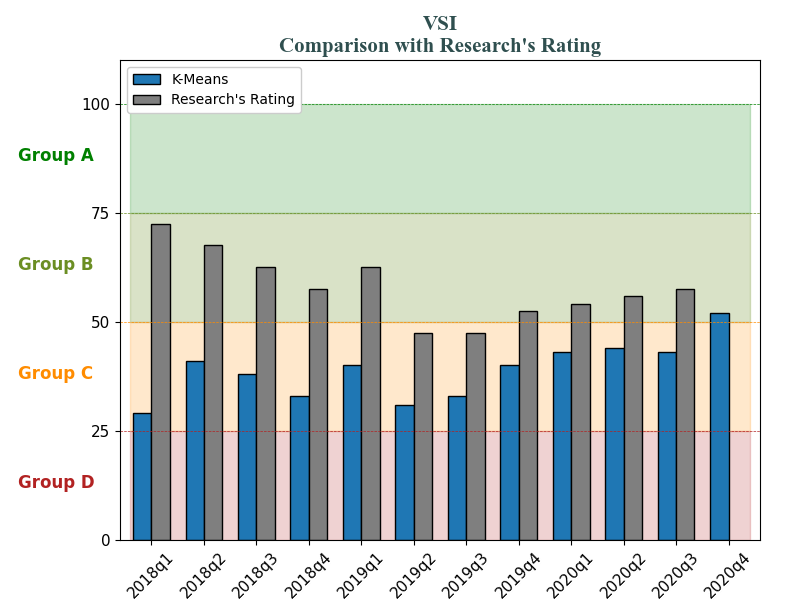 VSI
Comparison with Research's Rating
K-Means
Research's Rating
100
Group A
75
Group B
50
Group C
25
Group D
0
2018q1
2018q2
2018q3
2018q4
2019q1
2019q2
2019q3
2019q4
2020q1
2020q2
2020q3
2020q4